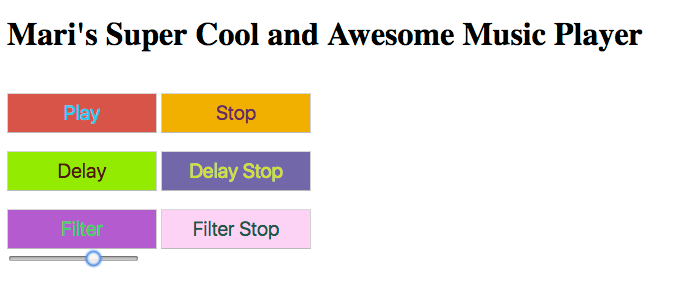 Mari's Super Cool and Awesome Music Player
Play Stop
Delay Delay Stop
Filter Filter Stop